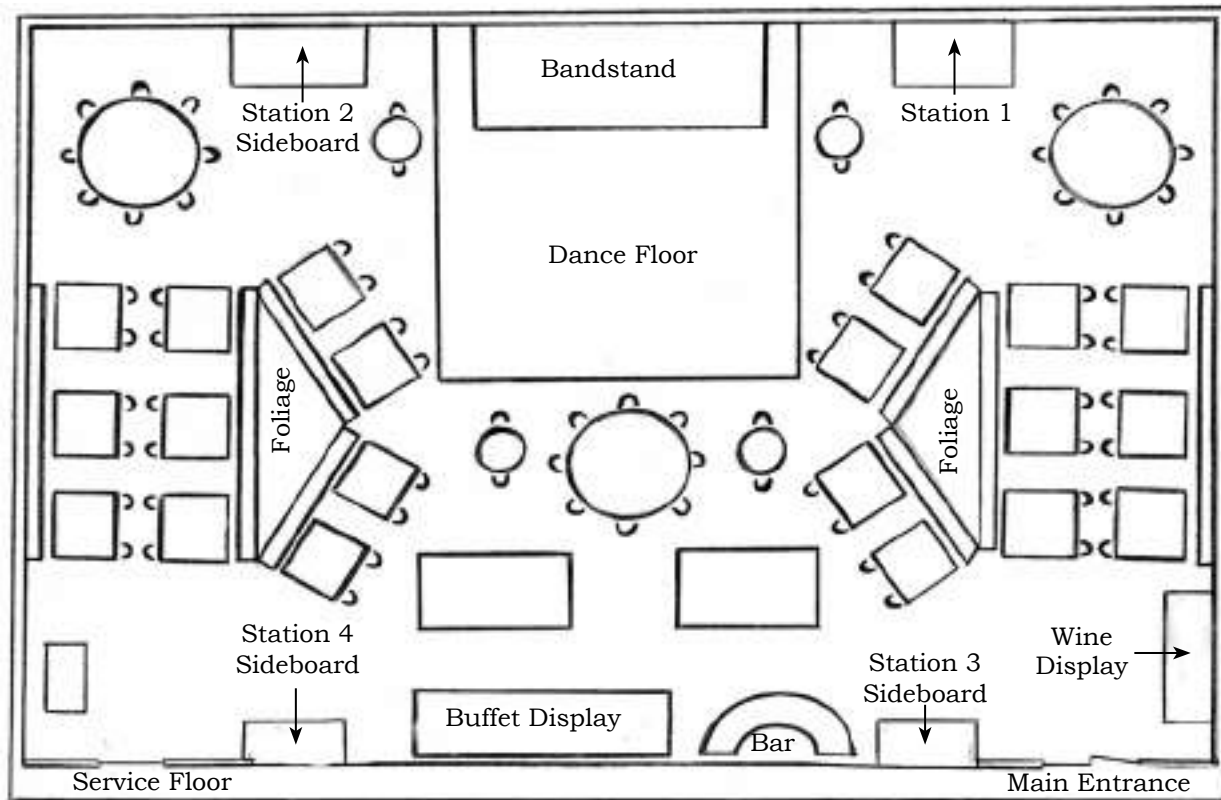 Bandstand
Station 2
Sideboard
Station 1
Dance Floor
Foliage
Foliage
Station 4
Sideboard
Wine
Display
Station 3
Sideboard
Buffet Display
Bar
Service Floor
Main Entrance